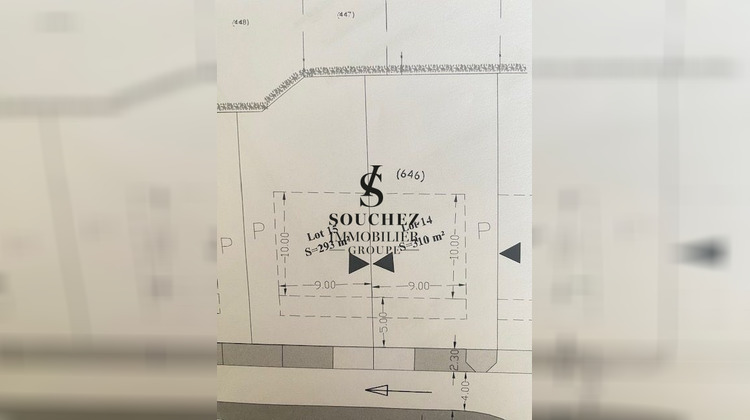 (448)
(447)
(646)
SOUCHEZ
IMMOBILIER
GROUPE
Lot 15
S=293 m²
Lot 14
S=310 m²
P
P
P
10.00
10.00
9.00
9.00
5.00
2.30
4.00